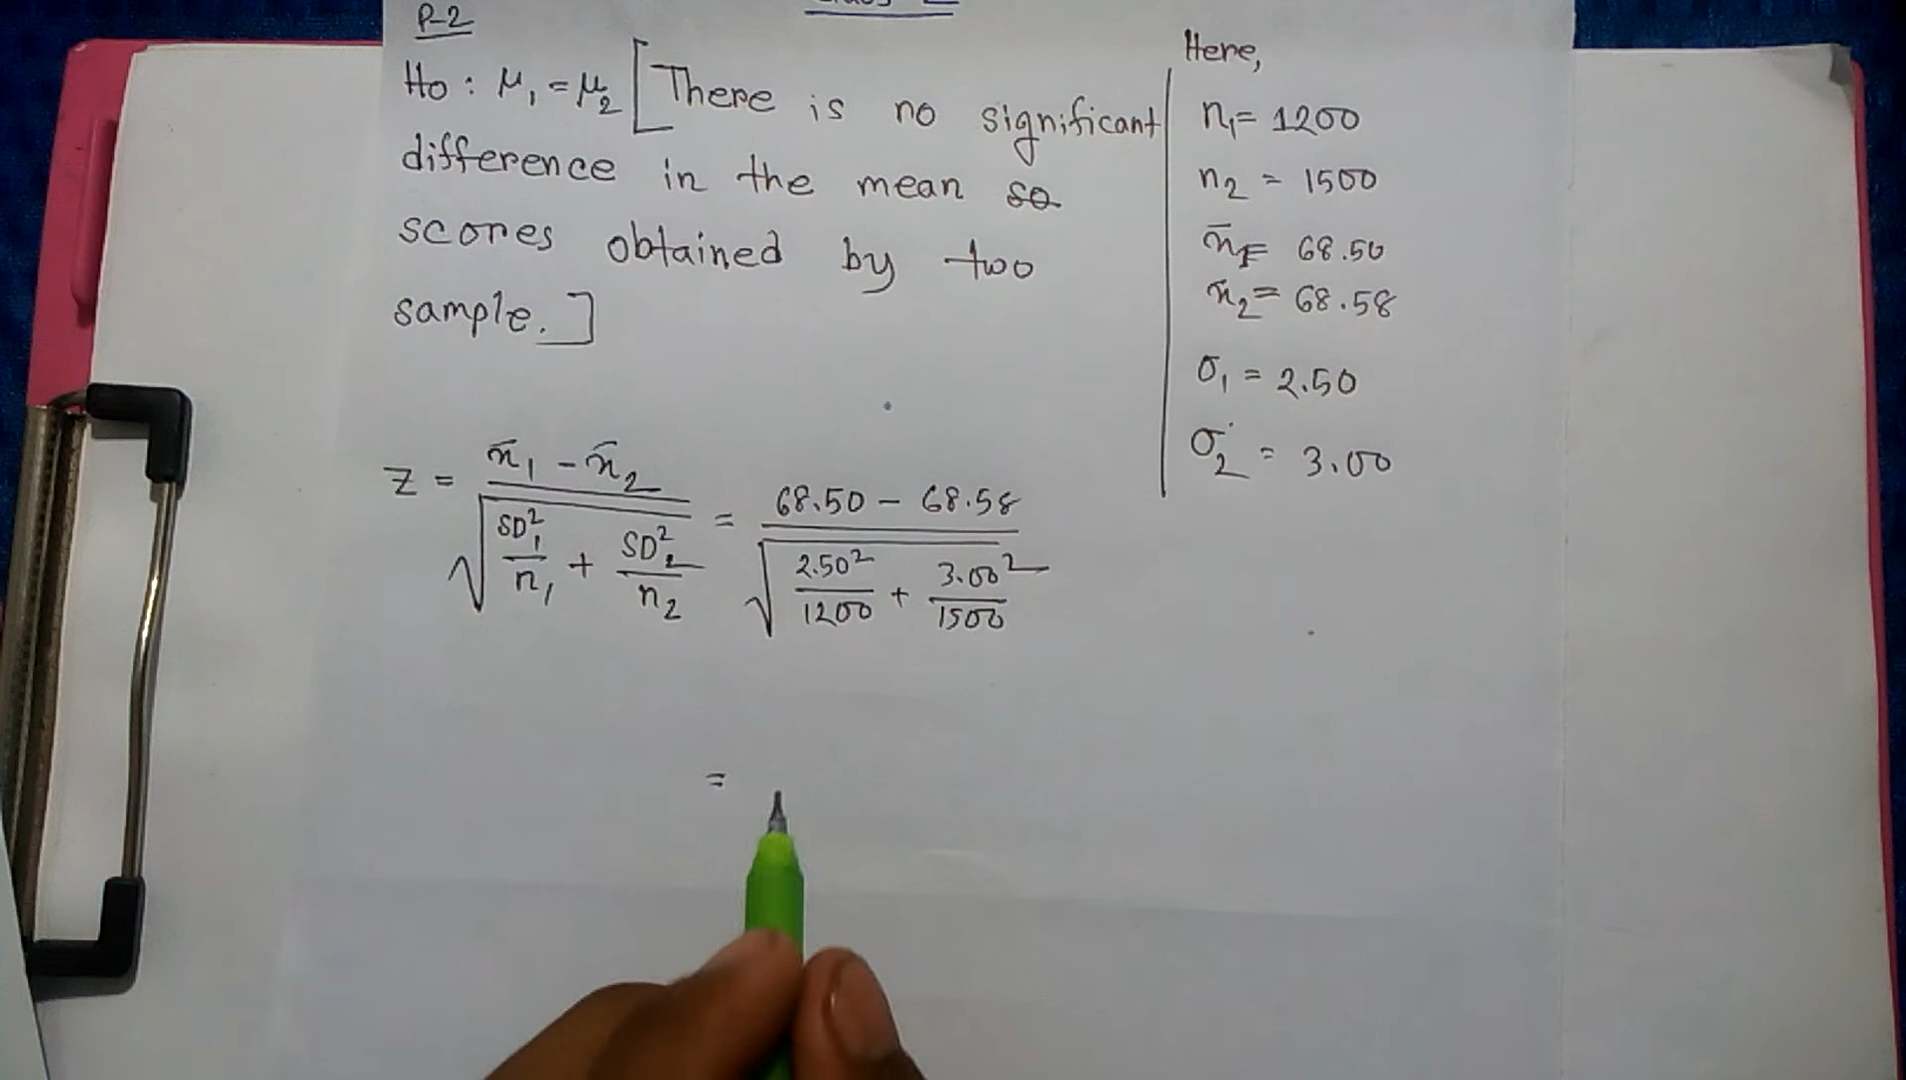 P-2
Ho : μ₁ = μ₂ [There is no significant
difference in the mean so
scores obtained by two
sample.]
Here,
n₁ = 1200
n₂ = 1500
x̄₁ = 68.50
x̄₂ = 68.58
σ₁ = 2.50
σ₂ = 3.00
z = (x̄₁ - x̄₂) / √(SD₁²/n₁ + SD₂²/n₂) = (68.50 - 68.58) / √(2.50²/1200 + 3.00²/1500)
=